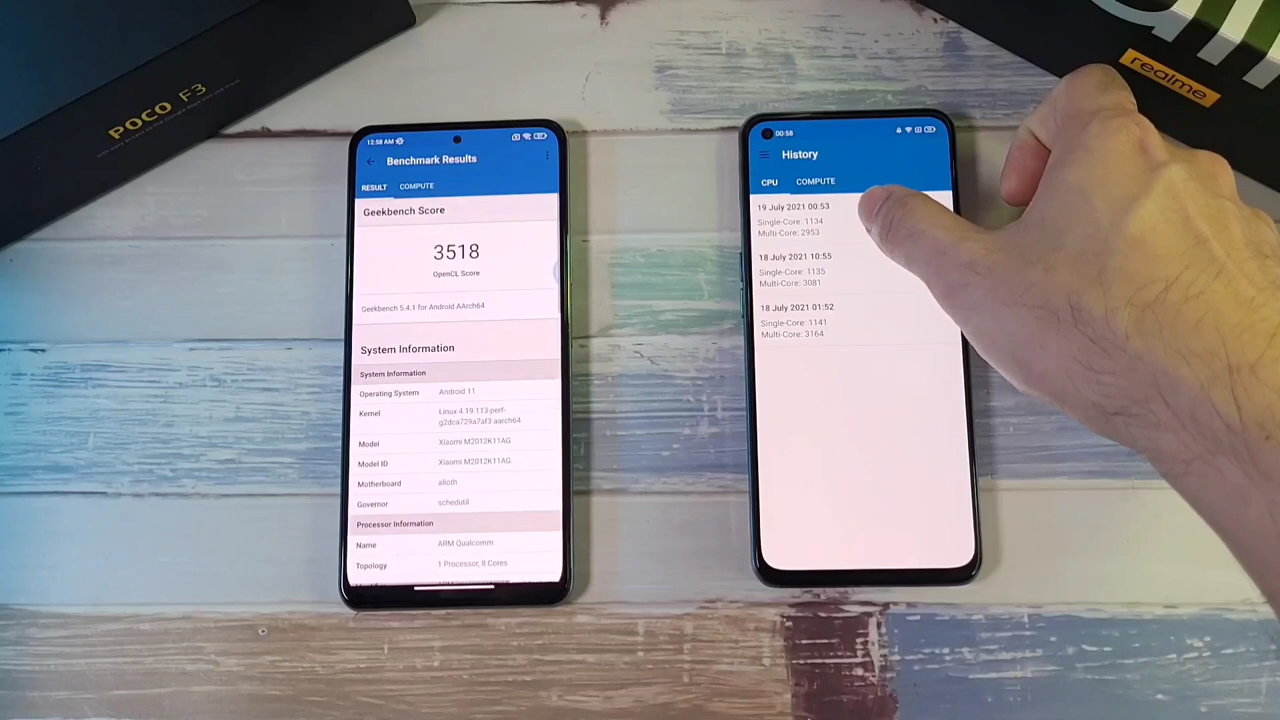 POCO F3
realme
12:58 AM
Benchmark Results
RESULT COMPUTE
Geekbench Score
3518
OpenCL Score
Geekbench 5.4.1 for Android AArch64
System Information
System Information
Operating System Android 11
Kernel Linux 4.19.113-perf-
g2dca729a7af3 aarch64
Model Xiaomi M2012K11AG
Model ID Xiaomi M2012K11AG
Motherboard alioth
Governor schedutil
Processor Information
Name ARM Qualcomm
Topology 1 Processor, 8 Cores
00:58
History
CPU COMPUTE
19 July 2021 00:53
Single-Core: 1134
Multi-Core: 2953
18 July 2021 10:55
Single-Core: 1135
Multi-Core: 3081
18 July 2021 01:52
Single-Core: 1141
Multi-Core: 3164